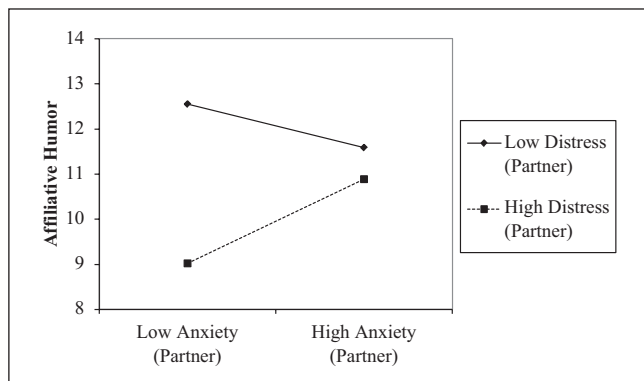 14
13
12
11
10
9
8
Affiliative Humor
Low Anxiety
(Partner)
High Anxiety
(Partner)
Low Distress
(Partner)
High Distress
(Partner)